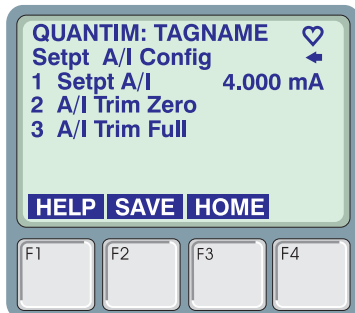 QUANTIM: TAGNAME
Setpt A/I Config
1 Setpt A/I 4.000 mA
2 A/I Trim Zero
3 A/I Trim Full
HELP SAVE HOME
F1 F2 F3 F4